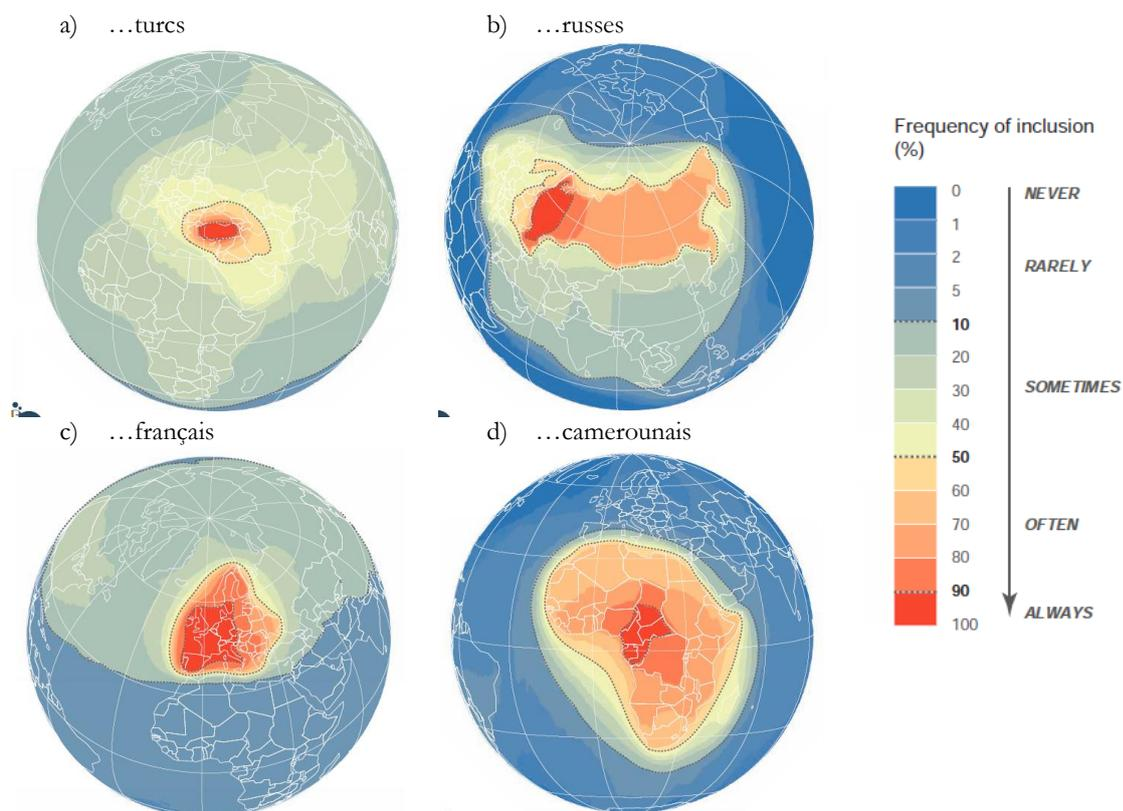 a) …turcs
b) …russes
c) …français
d) …camerounais
Frequency of inclusion
(%)
0
NEVER
1
2
RARELY
5
10
20
30
SOMETIMES
40
50
60
70
OFTEN
80
90
ALWAYS
100